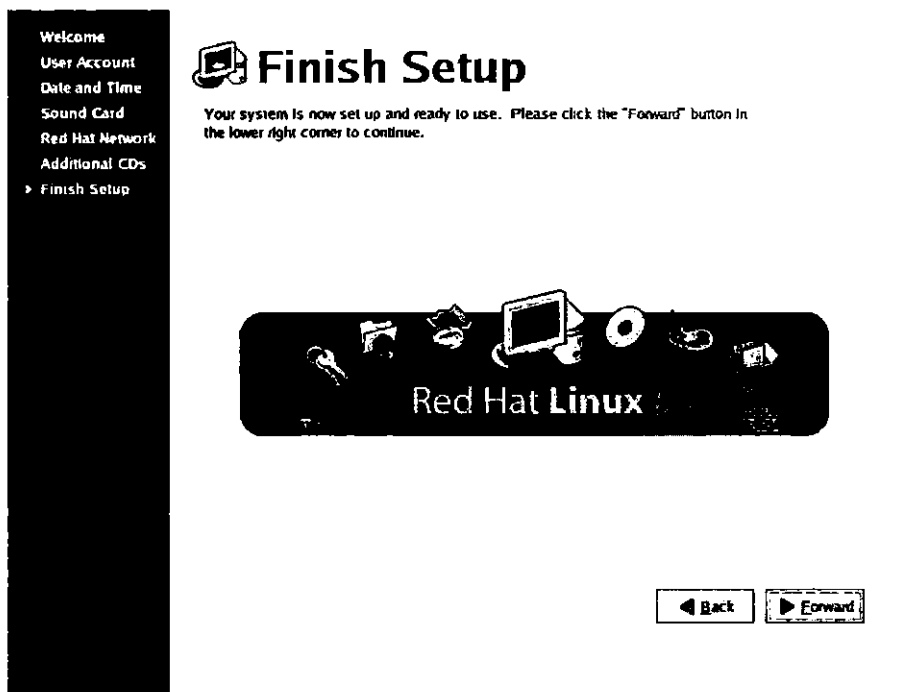 Welcome
User Account
Date and Time
Sound Card
Red Hat Network
Additional CDs
Finish Setup
Finish Setup
Your system is now set up and ready to use. Please click the "Forward" button in
the lower right corner to continue.
Red Hat Linux
Back
Forward